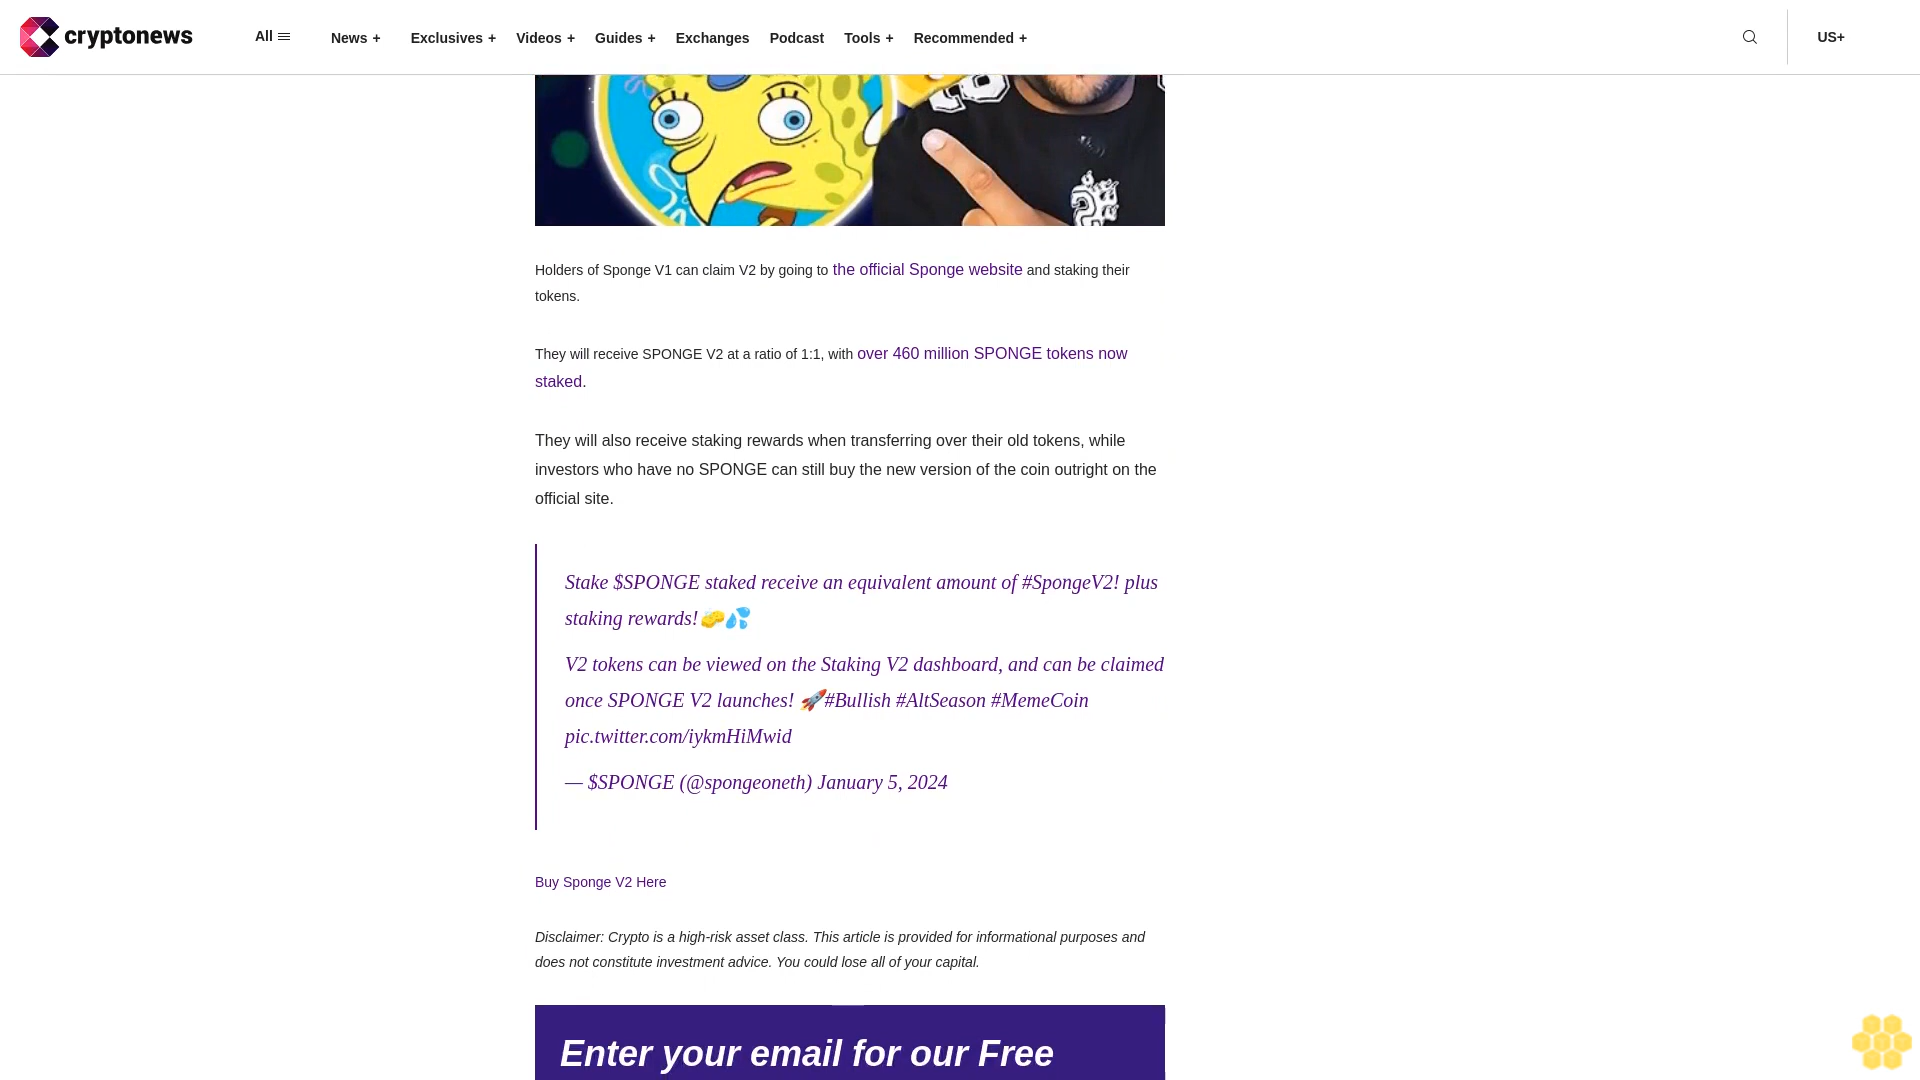 cryptonews
All
News +
Exclusives +
Videos +
Guides +
Exchanges
Podcast
Tools +
Recommended +
US+
Holders of Sponge V1 can claim V2 by going to the official Sponge website and staking their
tokens.
They will receive SPONGE V2 at a ratio of 1:1, with over 460 million SPONGE tokens now
staked.
They will also receive staking rewards when transferring over their old tokens, while
investors who have no SPONGE can still buy the new version of the coin outright on the
official site.
Stake $SPONGE staked receive an equivalent amount of #SpongeV2! plus
staking rewards!🧽💦
V2 tokens can be viewed on the Staking V2 dashboard, and can be claimed
once SPONGE V2 launches! 🚀#Bullish #AltSeason #MemeCoin
pic.twitter.com/iykmHiMwid
— $SPONGE (@spongeoneth) January 5, 2024
Buy Sponge V2 Here
Disclaimer: Crypto is a high-risk asset class. This article is provided for informational purposes and
does not constitute investment advice. You could lose all of your capital.
Enter your email for our Free